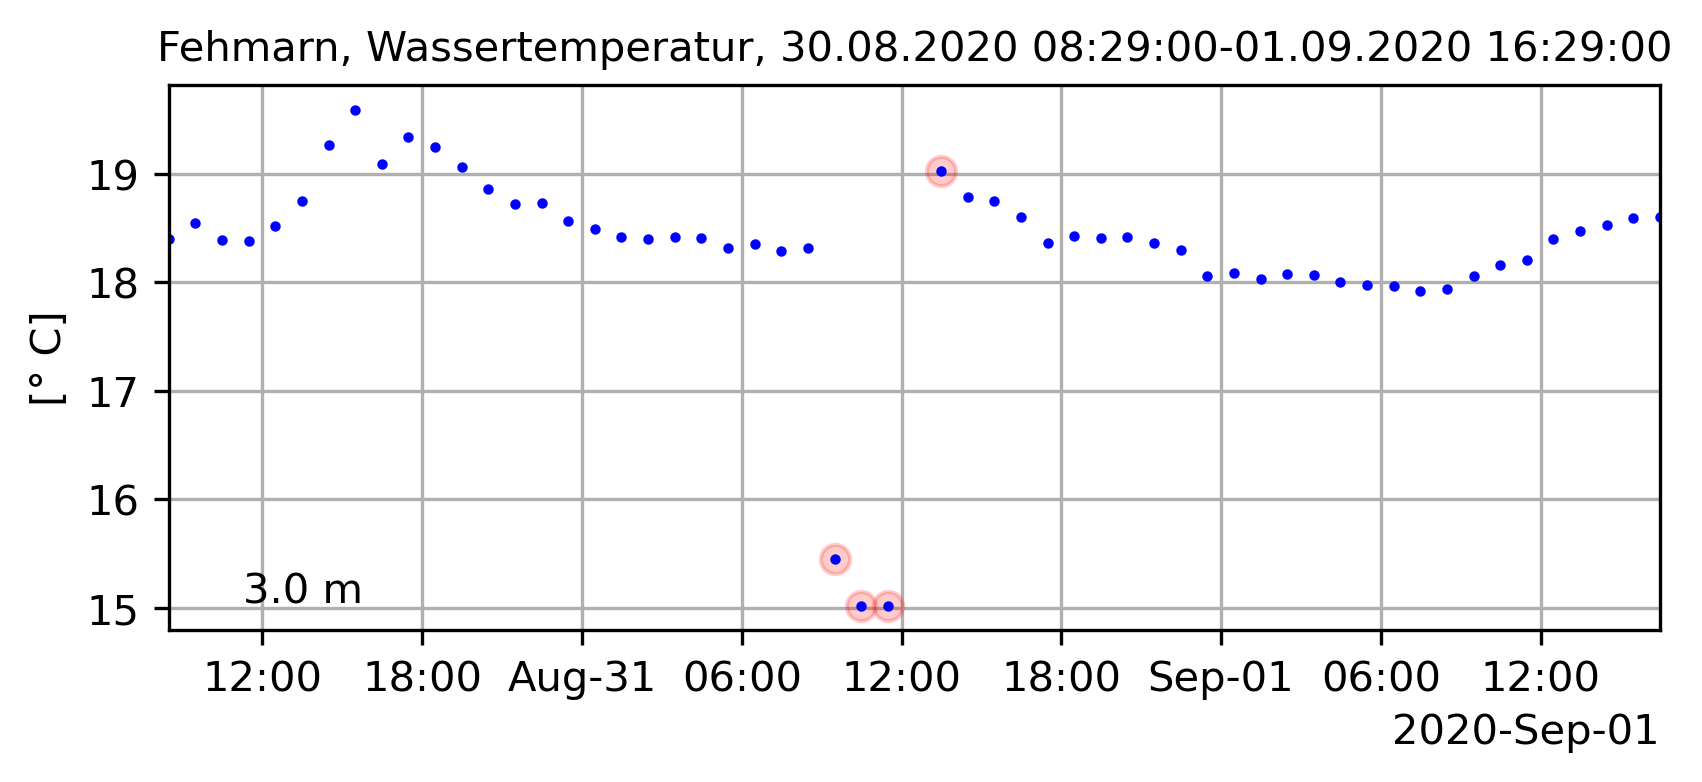 Fehmarn, Wassertemperatur, 30.08.2020 08:29:00-01.09.2020 16:29:00
[° C]
19
18
17
16
15
3.0 m
12:00 18:00 Aug-31 06:00 12:00 18:00 Sep-01 06:00 12:00
2020-Sep-01